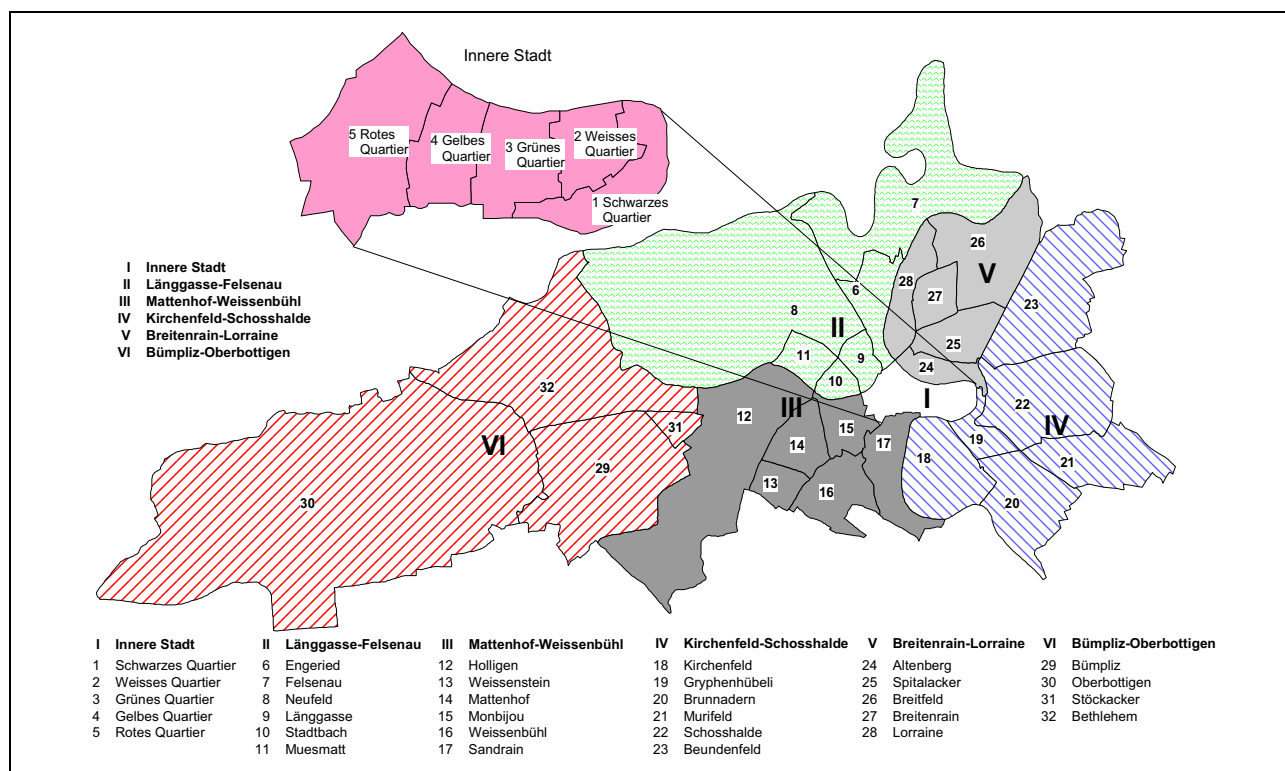 Innere Stadt
5 Rotes
Quartier
4 Gelbes
Quartier
3 Grünes
Quartier
2 Weisses
Quartier
1 Schwarzes
Quartier
I Innere Stadt
II Länggasse-Felsenau
III Mattenhof-Weissenbühl
IV Kirchenfeld-Schosshalde
V Breitenrain-Lorraine
VI Bümpliz-Oberbottigen
7
26
V
28
27
6
23
8
II
25
11
9
24
10
32
I
III
12
22
IV
31
15
17
19
VI
14
18
21
29
13
16
20
30
I Innere Stadt
1 Schwarzes Quartier
2 Weisses Quartier
3 Grünes Quartier
4 Gelbes Quartier
5 Rotes Quartier
II Länggasse-Felsenau
6 Engeried
7 Felsenau
8 Neufeld
9 Länggasse
10 Stadtbach
11 Muesmatt
III Mattenhof-Weissenbühl
12 Holligen
13 Weissenstein
14 Mattenhof
15 Monbijou
16 Weissenbühl
17 Sandrain
IV Kirchenfeld-Schosshalde
18 Kirchenfeld
19 Gryphenhübeli
20 Brunnadern
21 Murifeld
22 Schosshalde
23 Beundenfeld
V Breitenrain-Lorraine
24 Altenberg
25 Spitalacker
26 Breitfeld
27 Breitenrain
28 Lorraine
VI Bümpliz-Oberbottigen
29 Bümpliz
30 Oberbottigen
31 Stöckacker
32 Bethlehem